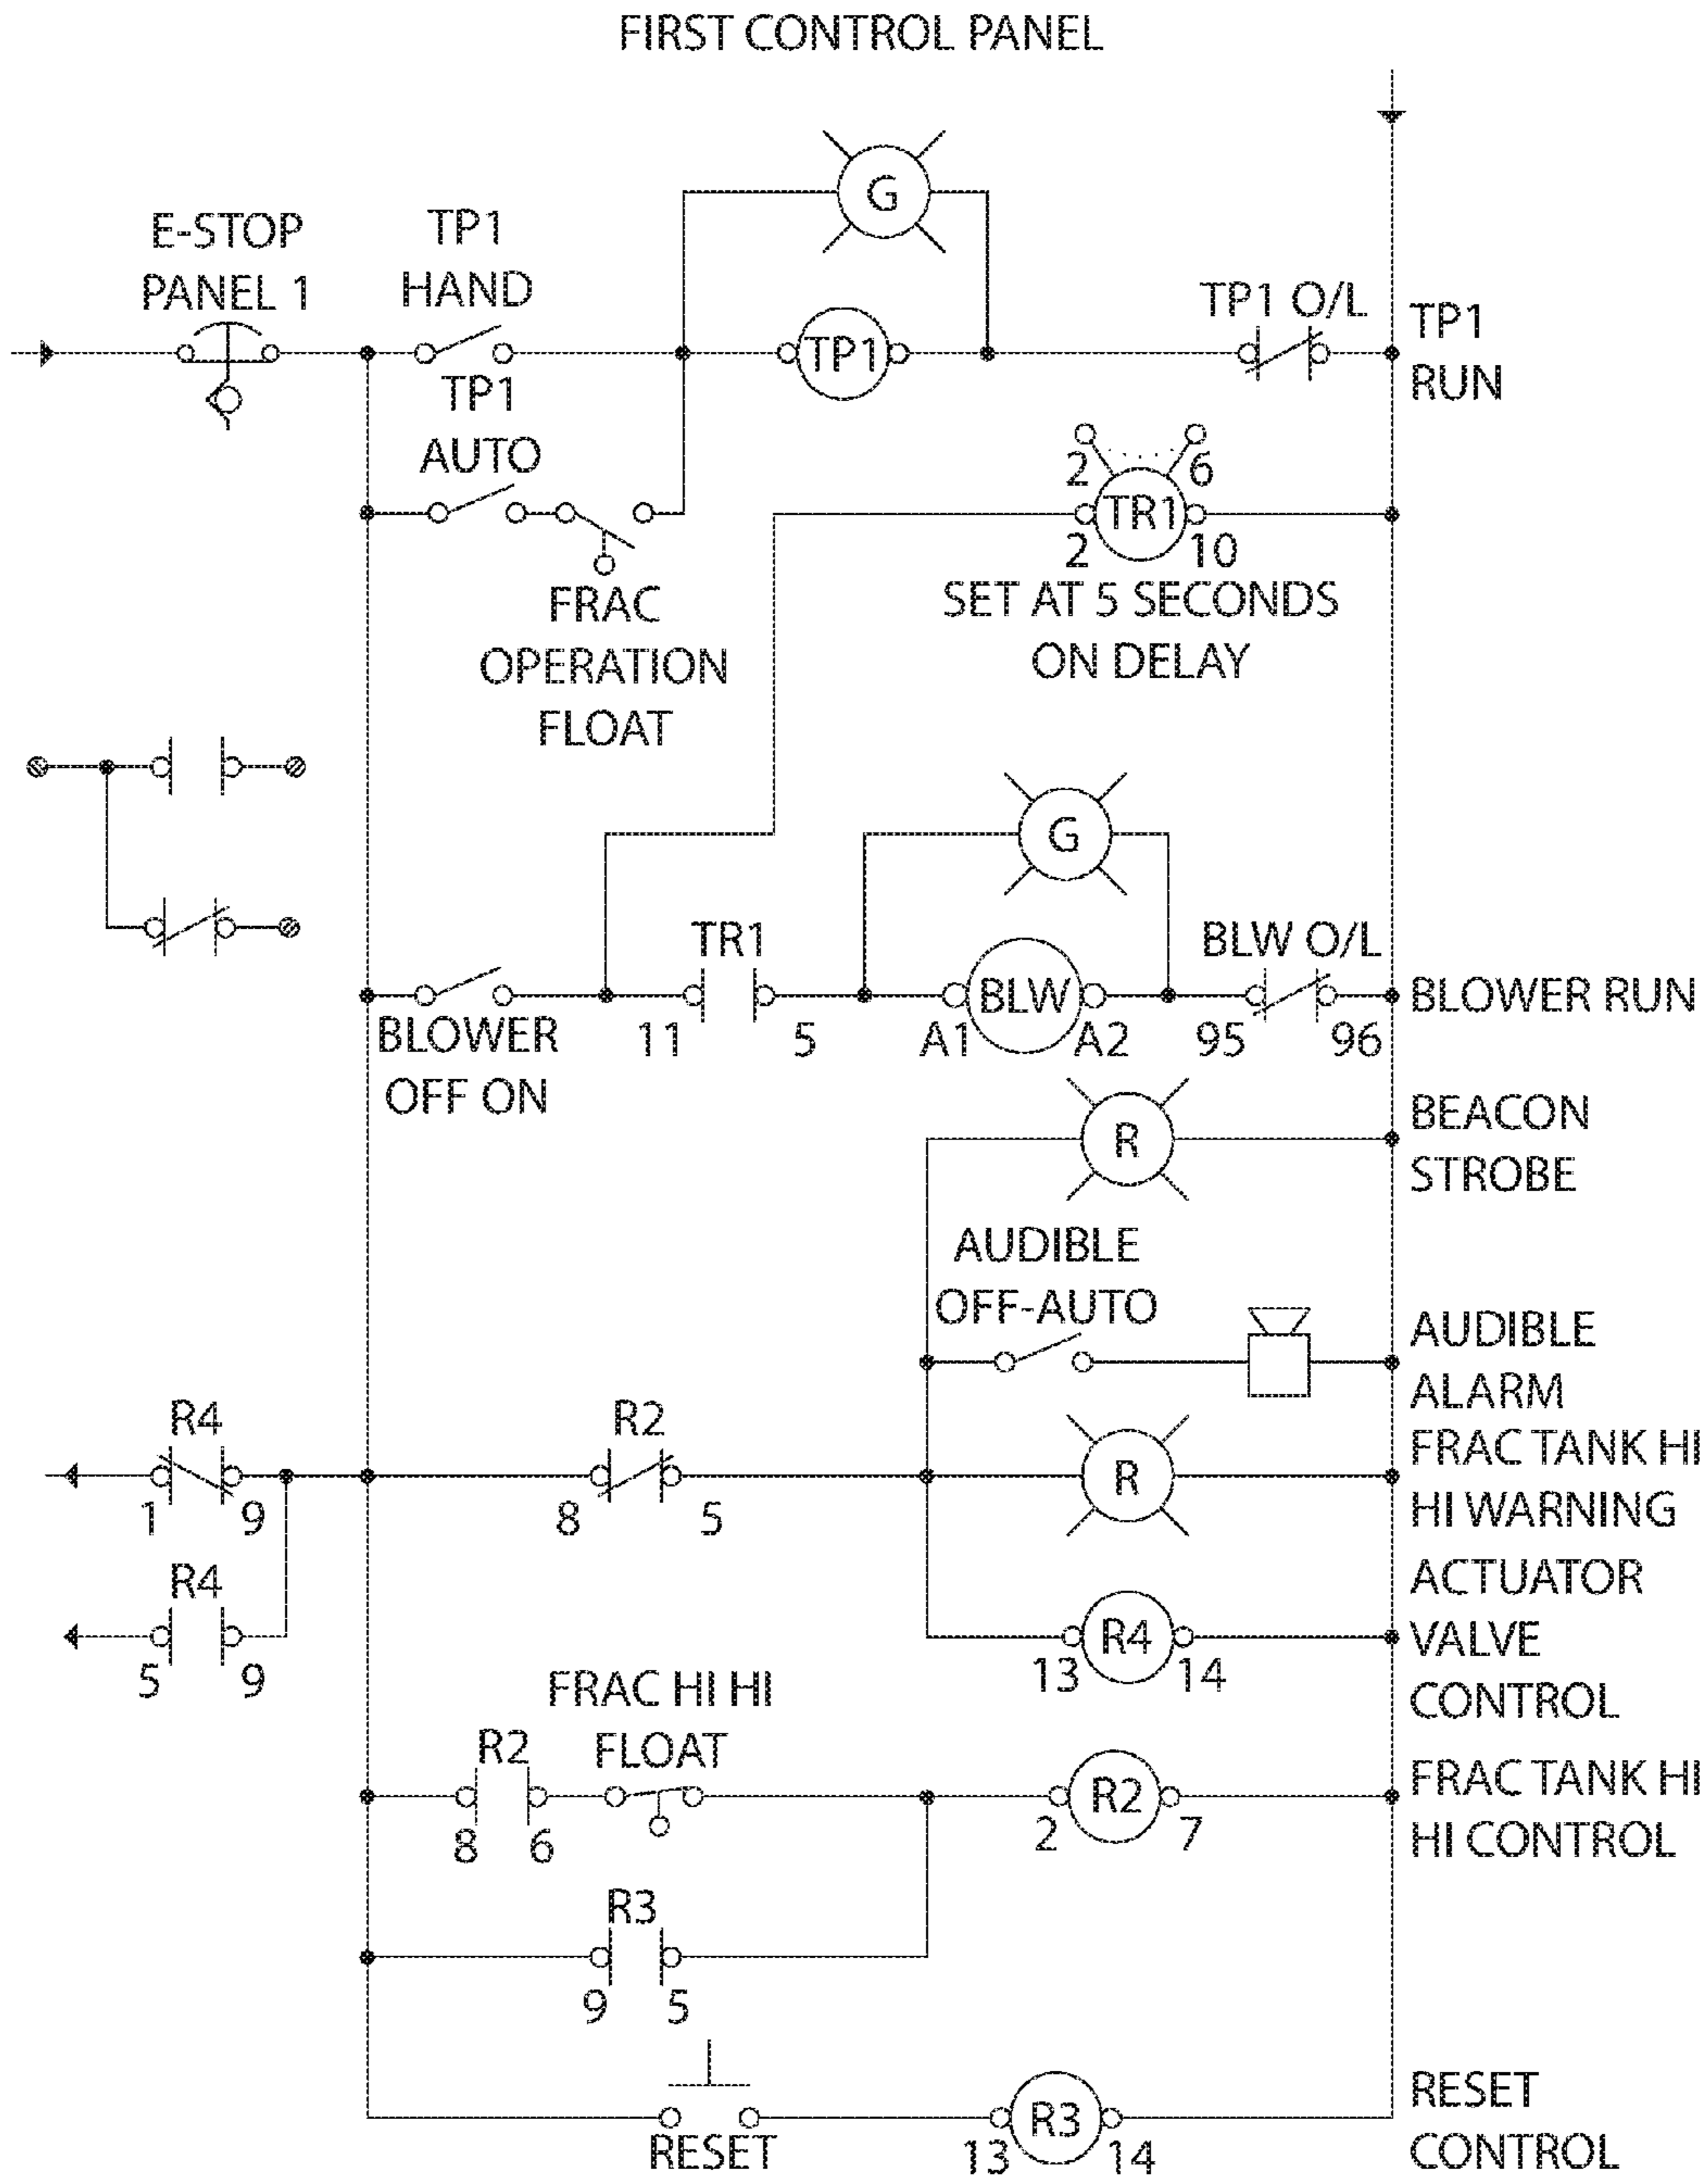 FIRST CONTROL PANEL
G
E-STOP
PANEL 1
TP1
HAND
TP1
TP1 O/L
TP1
RUN
TP1
AUTO
2
6
TR1
2
10
SET AT 5 SECONDS
ON DELAY
FRAC
OPERATION
FLOAT
G
TR1
11
5
BLW
A1
A2
BLW O/L
95
96
BLOWER RUN
BLOWER
OFF ON
R
BEACON
STROBE
AUDIBLE
OFF-AUTO
AUDIBLE
ALARM
R4
1
9
R2
8
5
R
FRAC TANK HI
HI WARNING
R4
5
9
R4
13
14
ACTUATOR
VALVE
CONTROL
FRAC HI HI
FLOAT
R2
8
6
R2
2
7
FRAC TANK HI
HI CONTROL
R3
9
5
RESET
R3
13
14
RESET
CONTROL